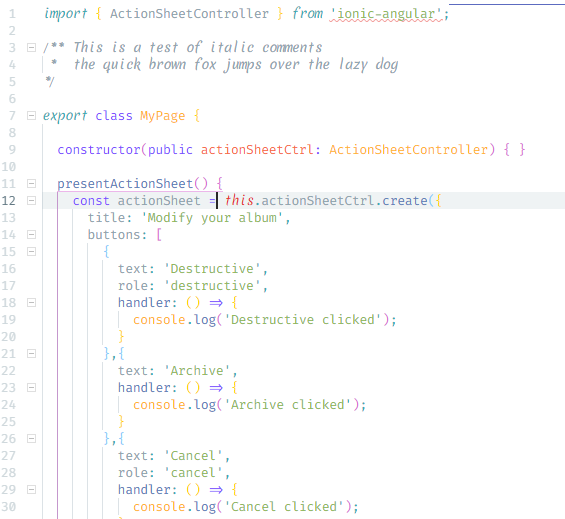 1 import { ActionSheetController } from 'ionic-angular';
2
3 /** This is a test of italic comments
4  *  the quick brown fox jumps over the lazy dog
5 */
6
7 export class MyPage {
8
9   constructor(public actionSheetCtrl: ActionSheetController) { }
10
11   presentActionSheet() {
12     const actionSheet = this.actionSheetCtrl.create({
13       title: 'Modify your album',
14       buttons: [
15         {
16           text: 'Destructive',
17           role: 'destructive',
18           handler: () => {
19             console.log('Destructive clicked');
20           }
21         },{
22           text: 'Archive',
23           handler: () => {
24             console.log('Archive clicked');
25           }
26         },{
27           text: 'Cancel',
28           role: 'cancel',
29           handler: () => {
30             console.log('Cancel clicked');